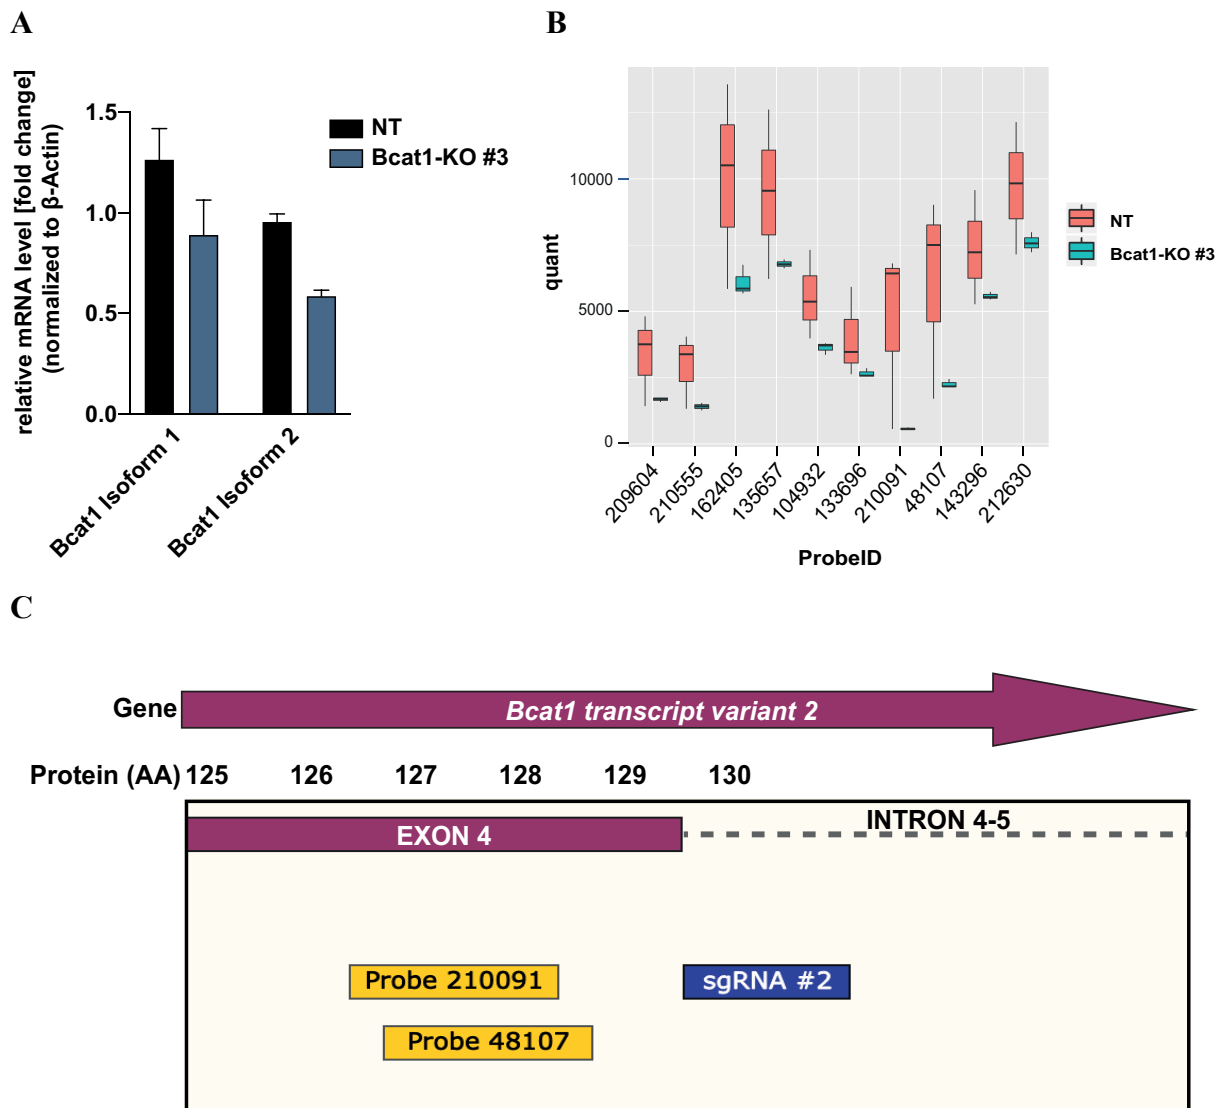 A
relative mRNA level [fold change]
(normalized to β-Actin)
1.5
1.0
0.5
0.0
NT
Bcat1-KO #3
Bcat1 Isoform 1
Bcat1 Isoform 2
B
quant
10000
5000
0
209604
210555
162405
135657
104932
133696
210091
48107
143296
212630
ProbeID
NT
Bcat1-KO #3
C
Gene
Bcat1 transcript variant 2
Protein (AA) 125 126 127 128 129 130
EXON 4
INTRON 4-5
Probe 210091
sgRNA #2
Probe 48107